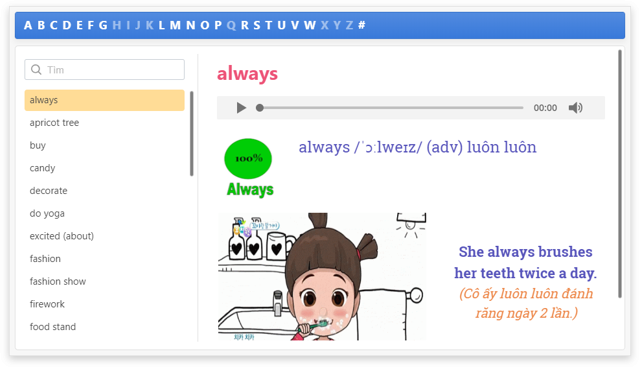 A B C D E F G H I J K L M N O P Q R S T U V W X Y Z #
Tìm
always
apricot tree
buy
candy
decorate
do yoga
excited (about)
fashion
fashion show
firework
food stand
always
00:00
100%
Always
always /ˈɔːlweɪz/ (adv) luôn luôn
She always brushes
her teeth twice a day.
(Cô ấy luôn luôn đánh
răng ngày 2 lần.)